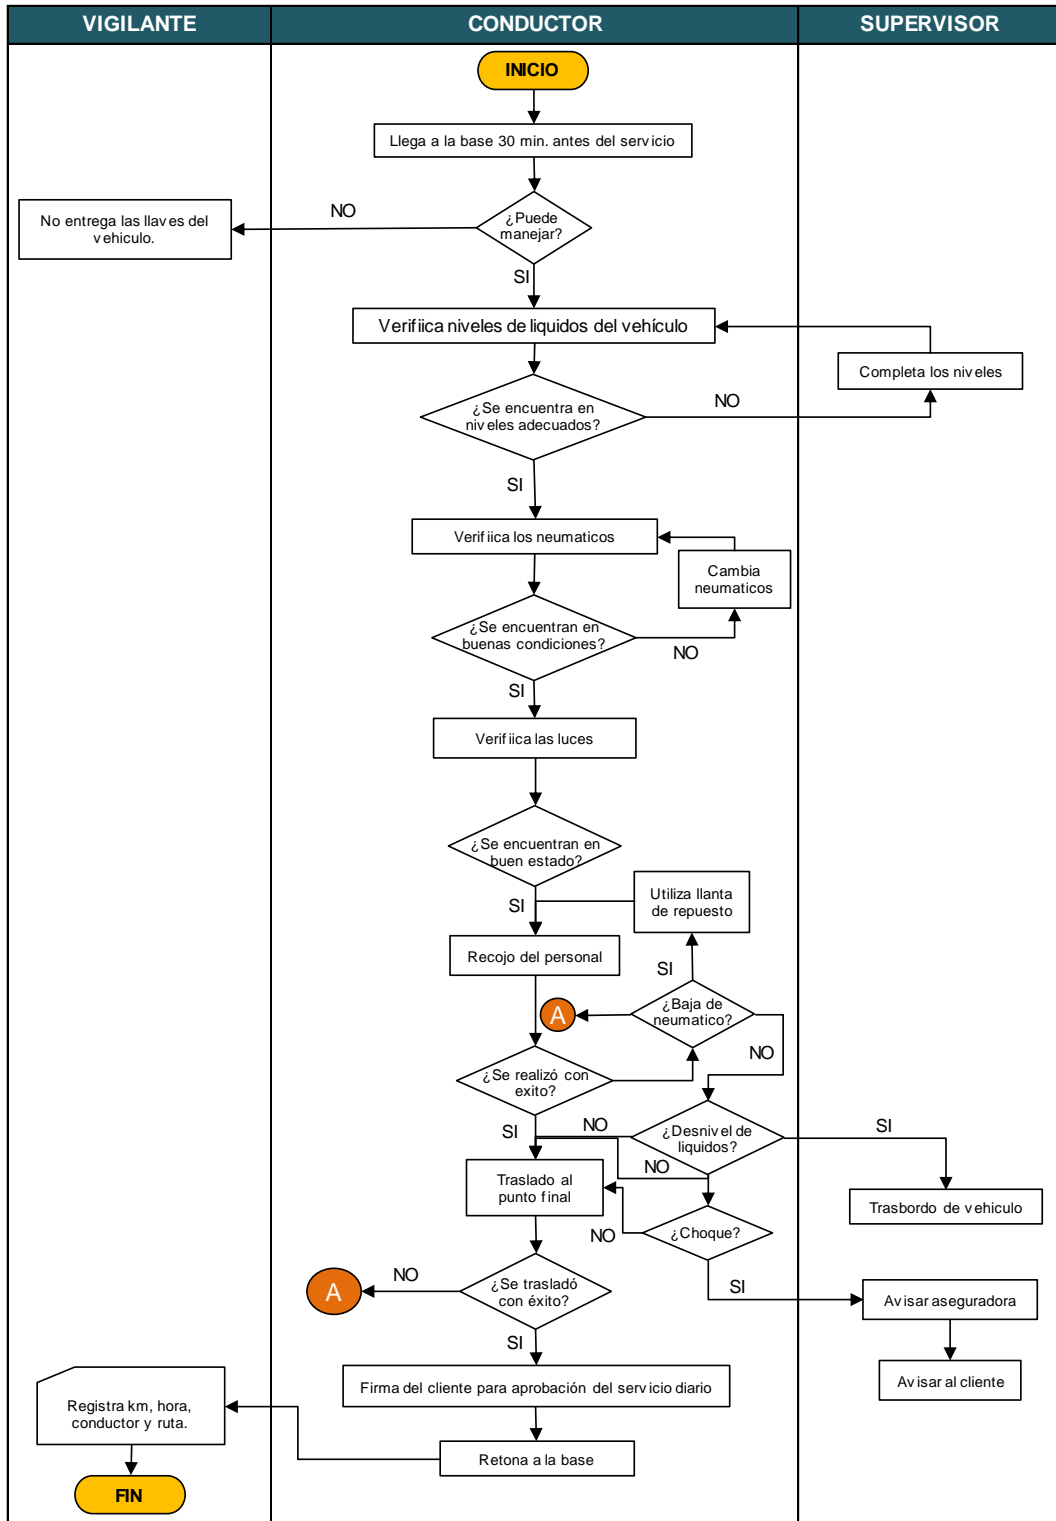 VIGILANTE
CONDUCTOR
SUPERVISOR
INICIO
Llega a la base 30 min. antes del servicio
¿Puede
manejar?
NO
No entrega las llaves del
vehiculo.
SI
Verifiica niveles de liquidos del vehículo
Completa los niveles
¿Se encuentra en
niveles adecuados?
NO
SI
Verifiica los neumaticos
Cambia
neumaticos
¿Se encuentran en
buenas condiciones?
NO
SI
Verifiica las luces
¿Se encuentran en
buen estado?
SI
Utiliza llanta
de repuesto
Recojo del personal
SI
A
¿Baja de
neumatico?
NO
¿Se realizó con
exito?
SI
NO
¿Desnivel de
liquidos?
SI
NO
Traslado al
punto final
Trasbordo de vehiculo
NO
¿Choque?
A
NO
¿Se trasladó
con éxito?
SI
Avisar aseguradora
SI
Avisar al cliente
Firma del cliente para aprobación del servicio diario
Registra km, hora,
conductor y ruta.
Retona a la base
FIN